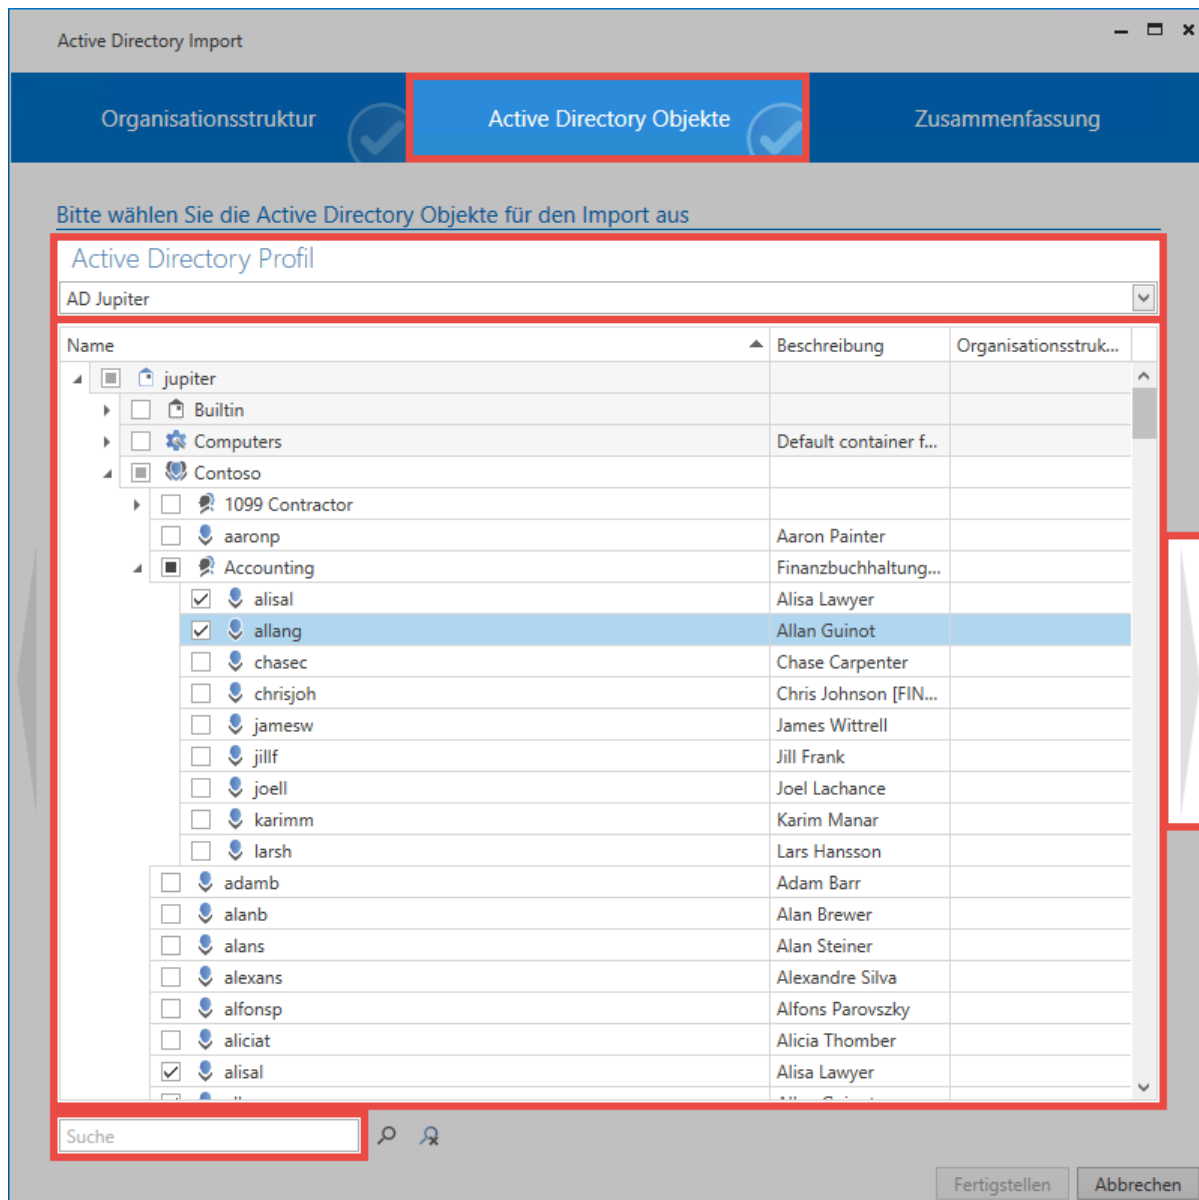 Active Directory Import
Organisationsstruktur Active Directory Objekte Zusammenfassung
Bitte wählen Sie die Active Directory Objekte für den Import aus
Active Directory Profil
AD Jupiter
Name Beschreibung Organisationsstruk...
jupiter
Builtin
Computers Default container f...
Contoso
1099 Contractor
aaronp Aaron Painter
Accounting Finanzbuchhaltung...
alisal Alisa Lawyer
allang Allan Guinot
chasec Chase Carpenter
chrisjoh Chris Johnson [FIN...
jamesw James Wittrell
jillf Jill Frank
joell Joel Lachance
karimm Karim Manar
larsh Lars Hansson
adamb Adam Barr
alanb Alan Brewer
alans Alan Steiner
alexans Alexandre Silva
alfonsp Alfons Parovszky
aliciat Alicia Thomber
alisal Alisa Lawyer
Suche
Fertigstellen Abbrechen